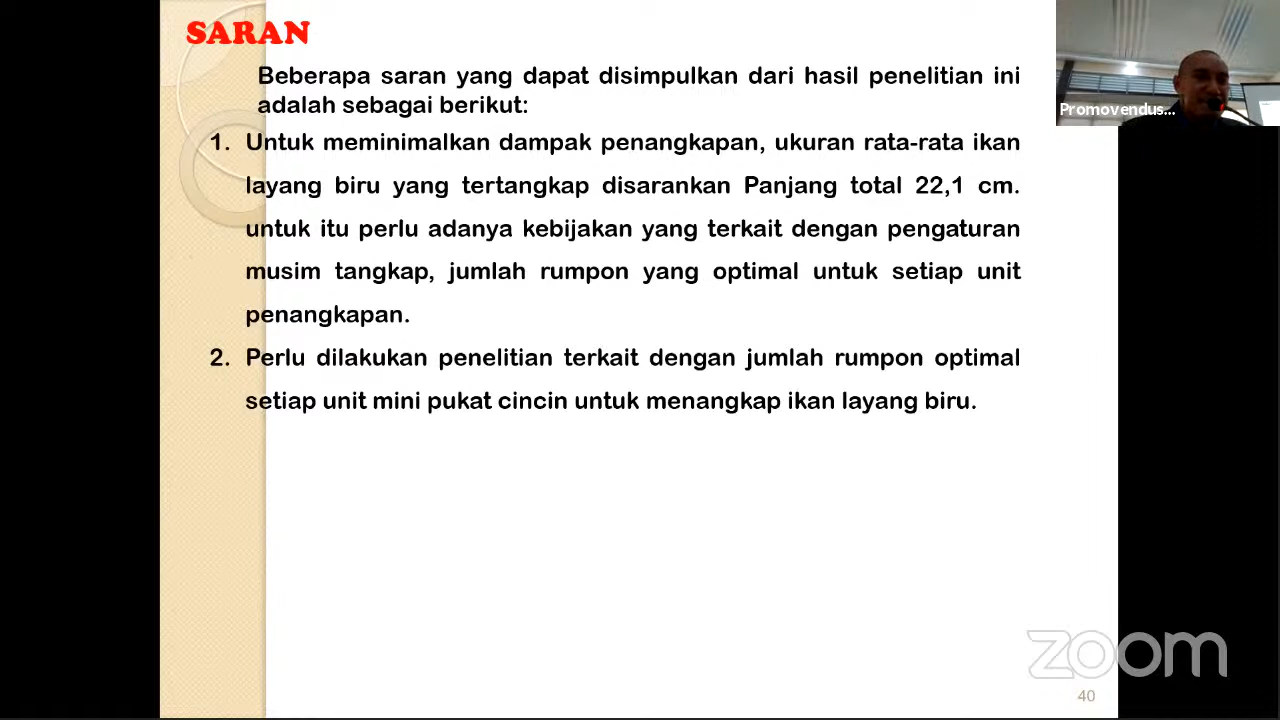 SARAN
Beberapa saran yang dapat disimpulkan dari hasil penelitian ini
adalah sebagai berikut:
1. Untuk meminimalkan dampak penangkapan, ukuran rata-rata ikan
layang biru yang tertangkap disarankan Panjang total 22,1 cm.
untuk itu perlu adanya kebijakan yang terkait dengan pengaturan
musim tangkap, jumlah rumpon yang optimal untuk setiap unit
penangkapan.
2. Perlu dilakukan penelitian terkait dengan jumlah rumpon optimal
setiap unit mini pukat cincin untuk menangkap ikan layang biru.
Promovendus...
zoom
40